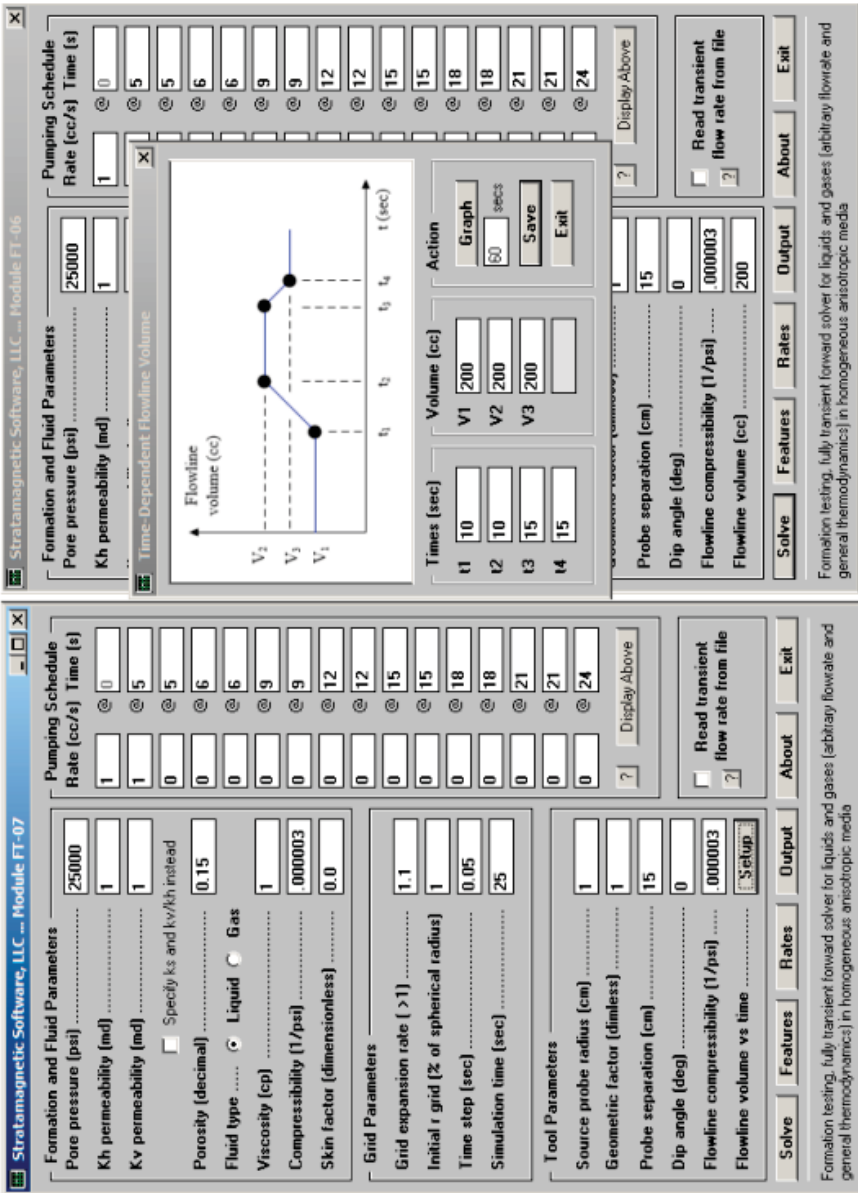 Stratamagnetic Software, LLC ... Module FT-07
Formation and Fluid Parameters
Pore pressure (psi) 25000
Kh permeability (md) 1
Kv permeability (md) 1
Specify ks and kv/kh instead
Porosity (decimal) 0.15
Fluid type ..... Liquid Gas
Viscosity (cp) 1
Compressibility (1/psi) .000003
Skin factor (dimensionless) 0.0
Grid Parameters
Grid expansion rate ( >1) 1.1
Initial r grid (% of spherical radius) 1
Time step (sec) 0.05
Simulation time (sec) 25
Tool Parameters
Source probe radius (cm) 1
Geometric factor (dimless) 1
Probe separation (cm) 15
Dip angle (deg) 0
Flowline compressibility (1/psi) .000003
Flowline volume vs time Setup
Pumping Schedule
Rate (cc/s) Time (s)
1 @ 0
1 @ 5
0 @ 5
0 @ 6
0 @ 6
0 @ 9
0 @ 9
0 @ 12
0 @ 12
0 @ 15
0 @ 15
0 @ 18
0 @ 18
0 @ 21
0 @ 21
0 @ 24
? Display Above
Read transient
flow rate from file
?
Solve Features Rates Output About Exit
Formation testing, fully transient forward solver for liquids and gases (arbitrary flowrate and
general thermodynamics) in homogeneous anisotropic media
Stratamagnetic Software, LLC ... Module FT-06
Formation and Fluid Parameters
Pore pressure (psi) 25000
Kh permeability (md) 1
Pumping Schedule
Rate (cc/s) Time (s)
1 @ 0
@ 5
@ 5
@ 6
@ 6
@ 9
@ 9
@ 12
@ 12
@ 15
@ 15
@ 18
@ 18
@ 21
@ 21
@ 24
Time-Dependent Flowline Volume
Flowline
volume (cc)
V2
V3
V1
t1 t2 t3 t4 t (sec)
Times (sec)
t1 10
t2 10
t3 15
t4 15
Volume (cc)
V1 200
V2 200
V3 200
Action
Graph
60 secs
Save
Exit
Probe separation (cm) 15
Dip angle (deg) 0
Flowline compressibility (1/psi) .000003
Flowline volume (cc) 200
? Display Above
Read transient
flow rate from file
?
Solve Features Rates Output About Exit
Formation testing, fully transient forward solver for liquids and gases (arbitrary flowrate and
general thermodynamics) in homogeneous anisotropic media